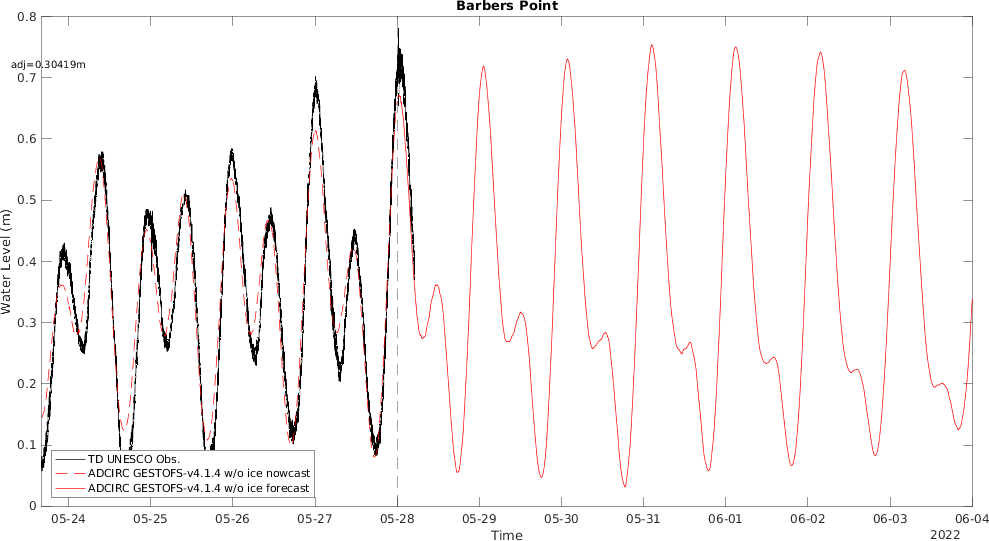 Barbers Point
adj=0.30419m
0.8
0.7
0.6
0.5
0.4
0.3
0.2
0.1
0
Water Level (m)
TD UNESCO Obs.
ADCIRC GESTOFS-v4.1.4 w/o ice nowcast
ADCIRC GESTOFS-v4.1.4 w/o ice forecast
05-24 05-25 05-26 05-27 05-28 05-29 05-30 05-31 06-01 06-02 06-03 06-04
Time
2022